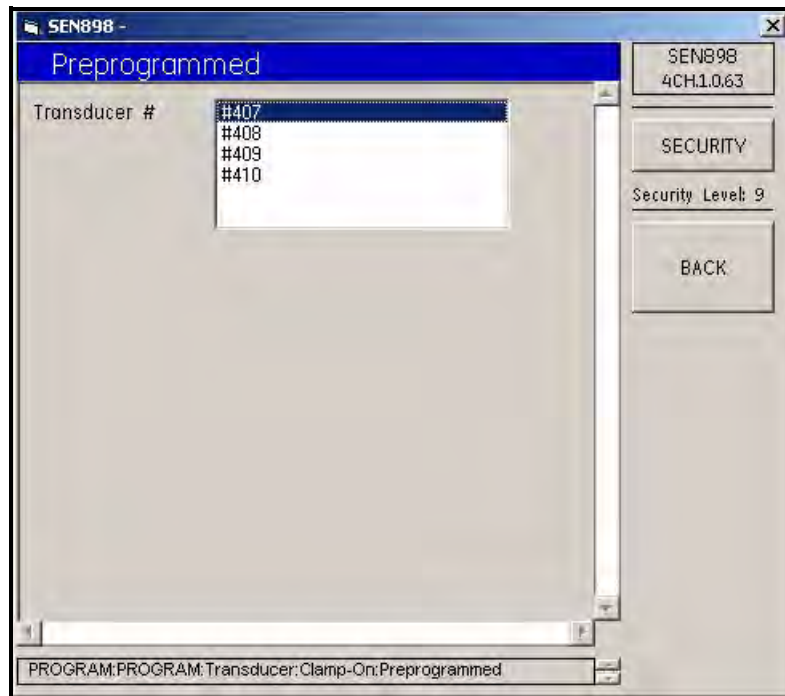 SEN898 -
Preprogrammed
Transducer #
#407
#408
#409
#410
SEN898
4CH.1.0.63
SECURITY
Security Level: 9
BACK
PROGRAM:PROGRAM:Transducer:Clamp-On:Preprogrammed